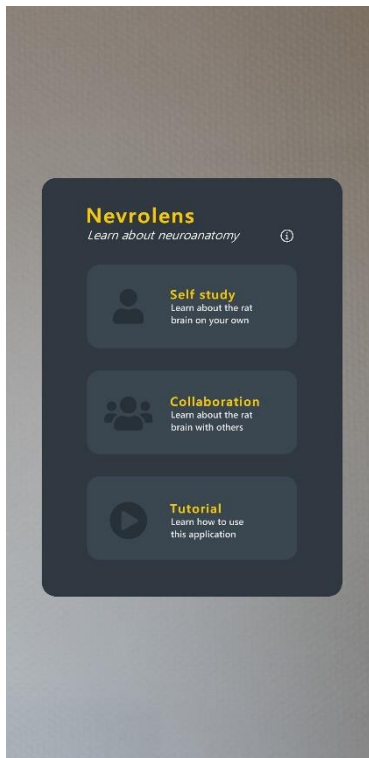 Nevrolens
Learn about neuroanatomy
Self study
Learn about the rat
brain on your own
Collaboration
Learn about the rat
brain with others
Tutorial
Learn how to use
this application